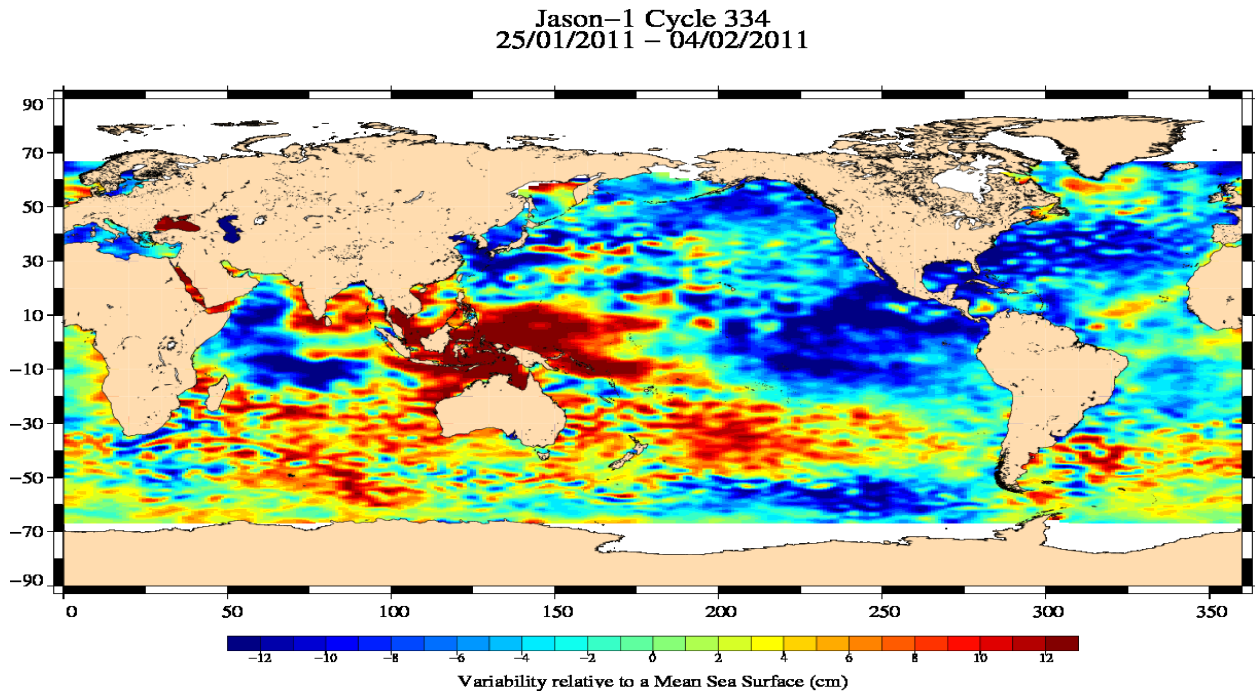 Jason−1 Cycle 334
25/01/2011 − 04/02/2011
90
70
50
30
10
−10
−30
−50
−70
−90
0 50 100 150 200 250 300 350
−12 −10 −8 −6 −4 −2 0 2 4 6 8 10 12
Variability relative to a Mean Sea Surface (cm)